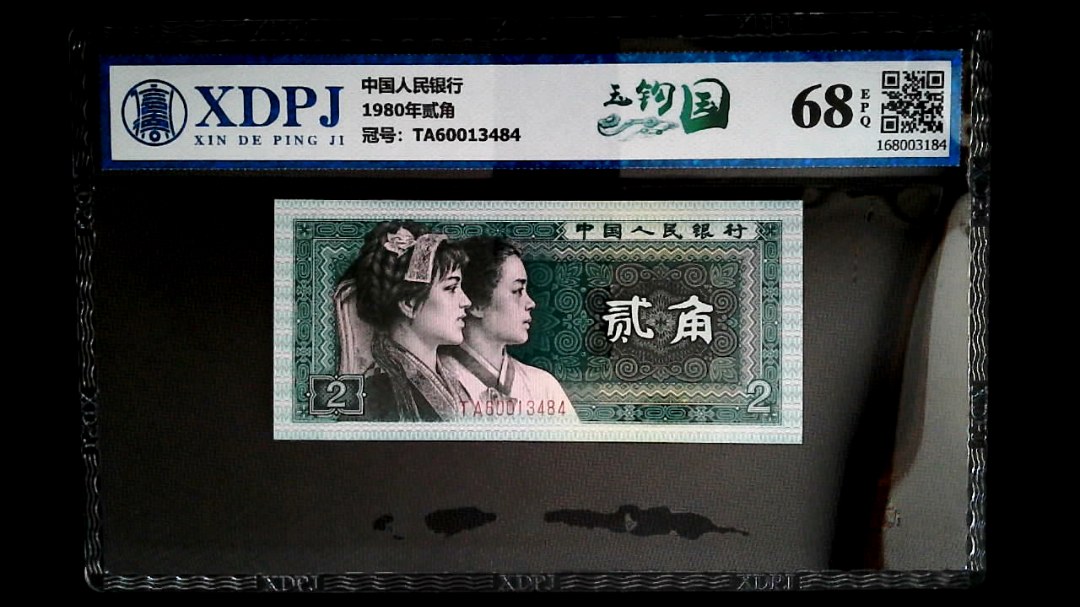 XDPJ
XIN DE PING JI
中国人民银行
1980年贰角
冠号：TA60013484
玉钩国
68
EPQ
168003184
中国人民银行
贰角
2
2
TA60013484
XDPJ
XDPJ
XDPJ
XDPJ